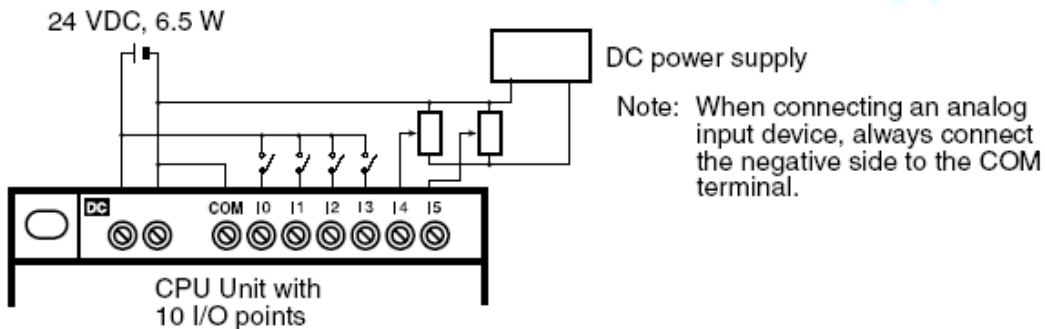 24 VDC, 6.5 W
DC power supply
Note: When connecting an analog
input device, always connect
the negative side to the COM
terminal.
DC COM I0 I1 I2 I3 I4 I5
CPU Unit with
10 I/O points